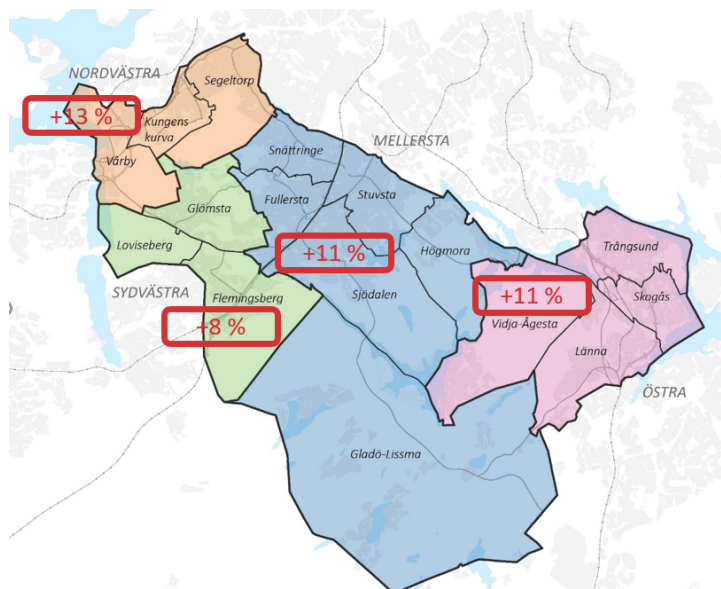 NORDVÄSTRA
Segeltorp
+13 %
Kungens
kurva
MELLERSTA
Snättringe
Vårby
Glömsta
Fullersta
Stuvsta
Loviseberg
+11 %
Högmora
Trångsund
SYDVÄSTRA
Flemingsberg
Sjödalen
+11 %
Skogås
+8 %
Vidja-Ågesta
Länna
ÖSTRA
Gladö-Lissma